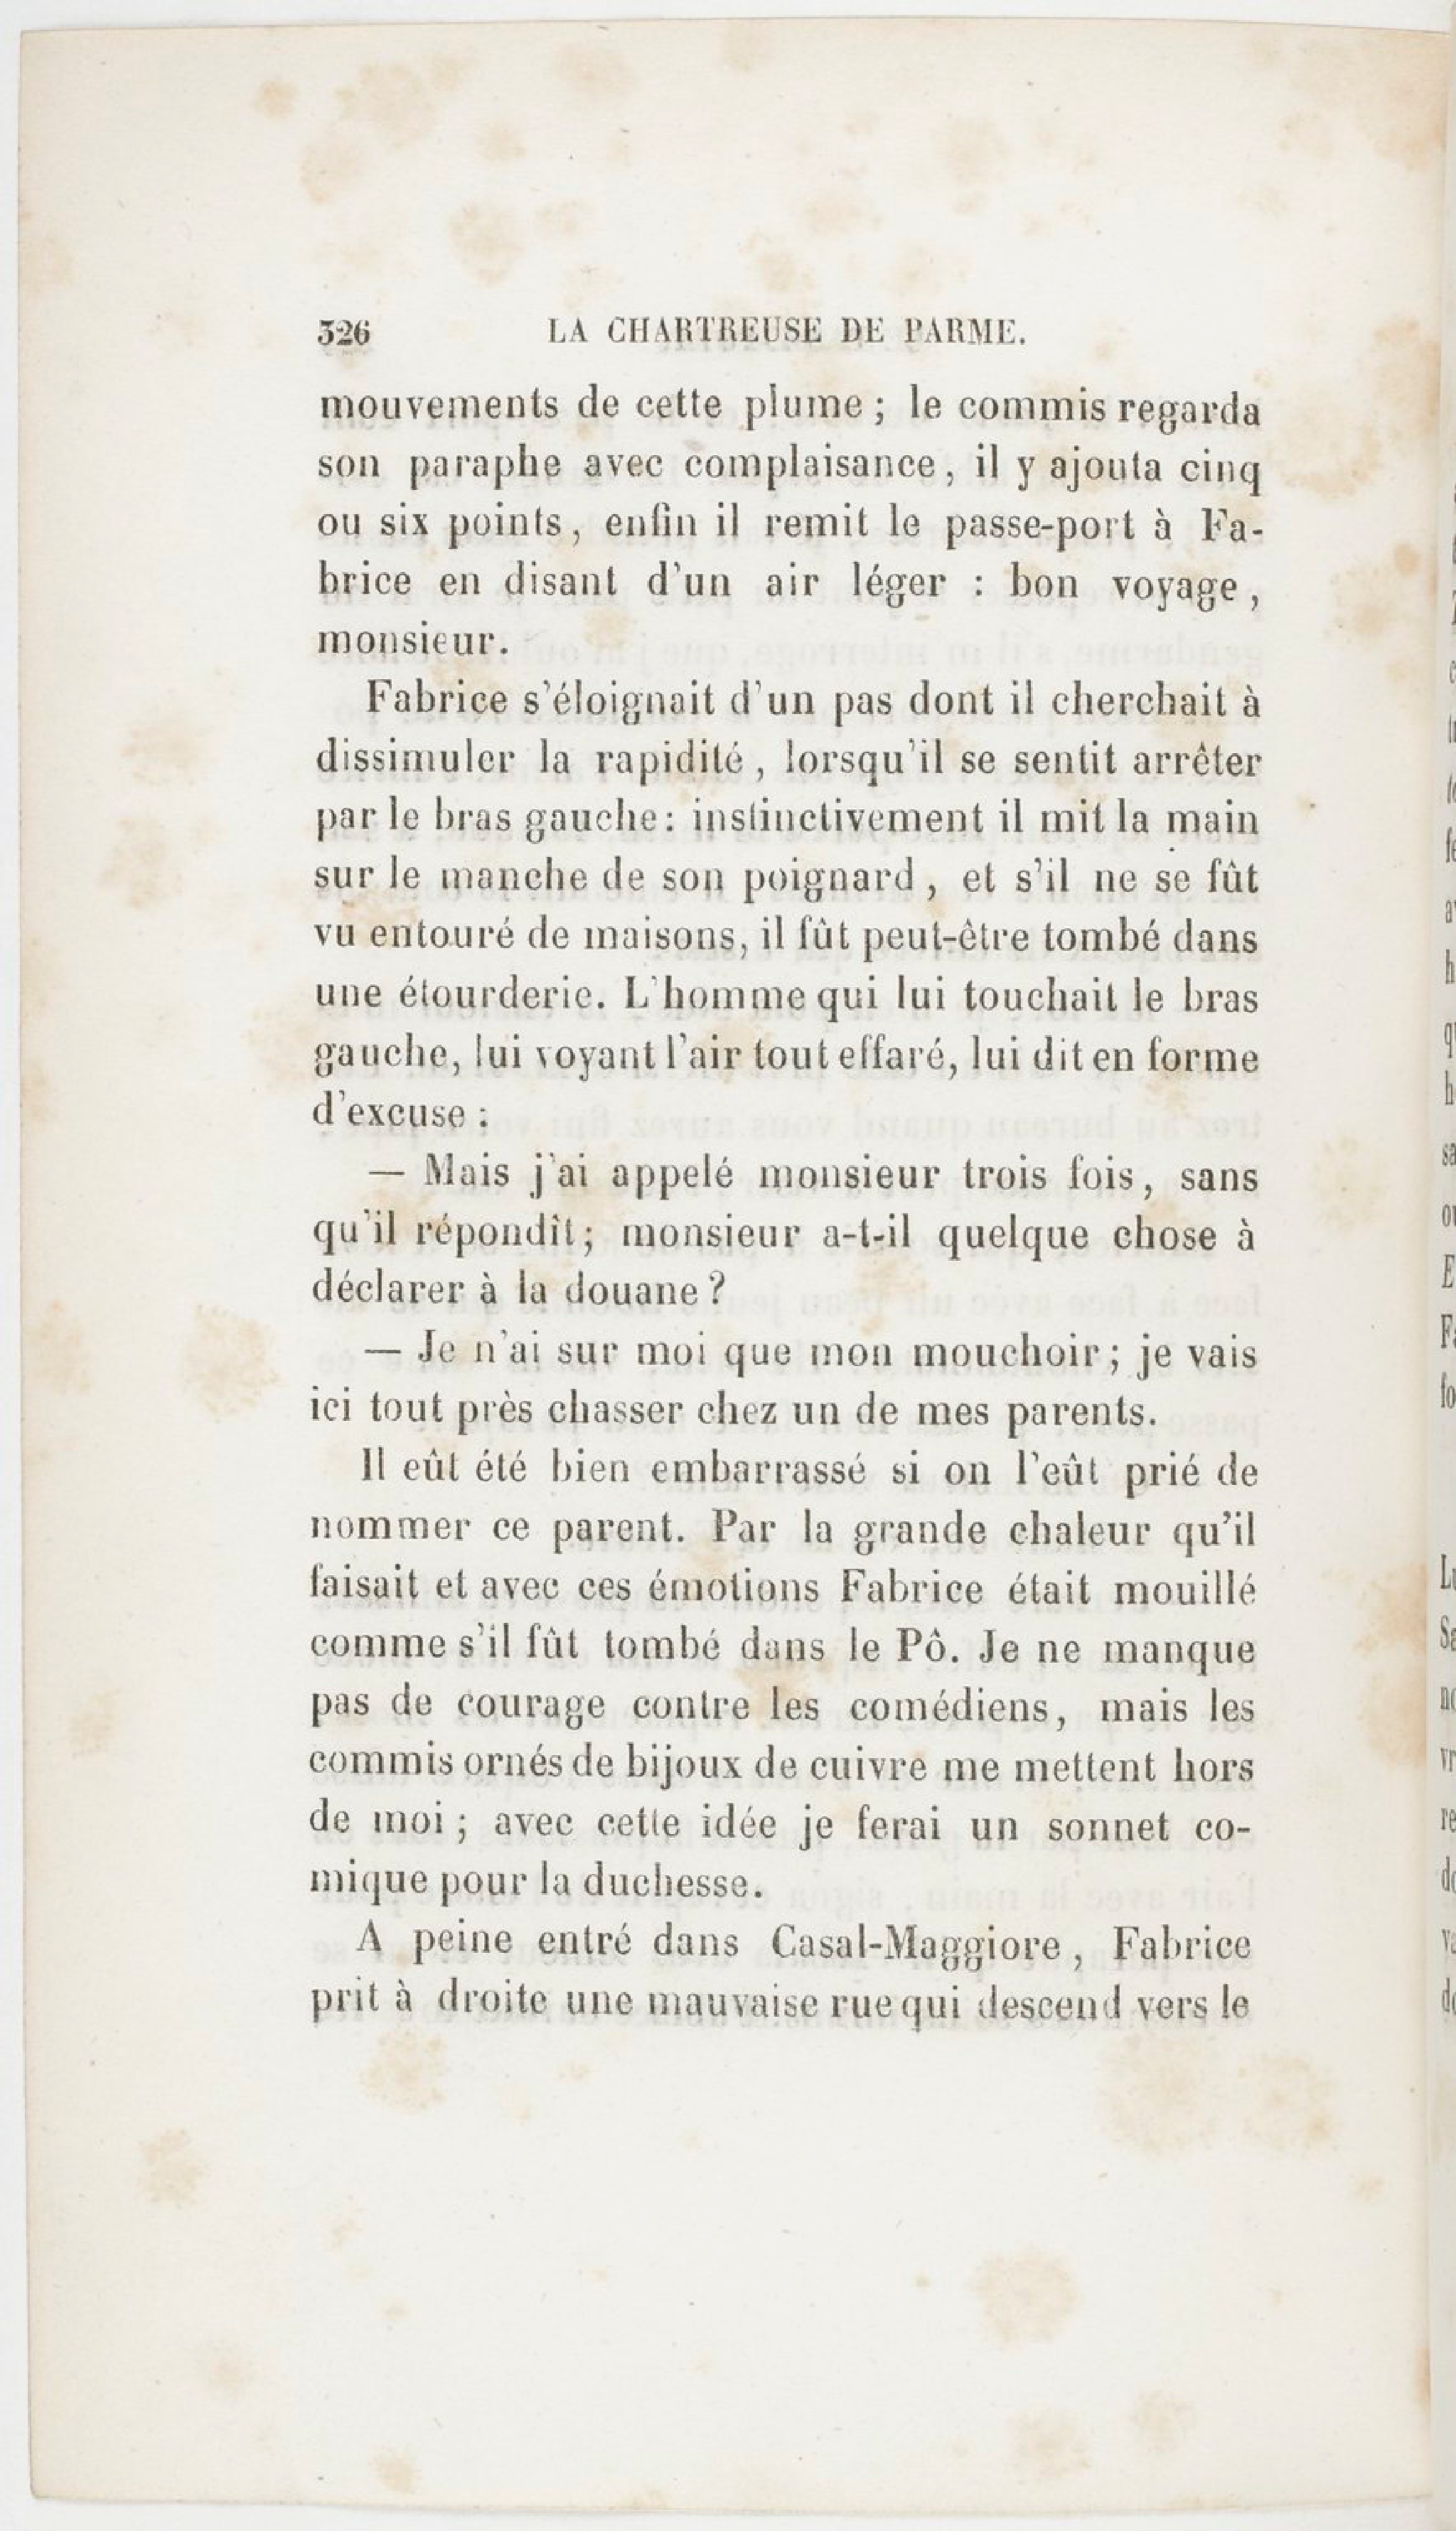 326 LA CHARTREUSE DE PARME.
mouvements de cette plume ; le commis regarda
son paraphe avec complaisance, il y ajouta cinq
ou six points, enfin il remit le passe-port à Fa-
brice en disant d'un air léger : bon voyage,
monsieur.
Fabrice s'éloignait d'un pas dont il cherchait à
dissimuler la rapidité, lorsqu'il se sentit arrêter
par le bras gauche: instinctivement il mit la main
sur le manche de son poignard, et s'il ne se fût
vu entouré de maisons, il fût peut-être tombé dans
une étourderie. L'homme qui lui touchait le bras
gauche, lui voyant l'air tout effaré, lui dit en forme
d'excuse :
— Mais j'ai appelé monsieur trois fois, sans
qu'il répondît; monsieur a-t-il quelque chose à
déclarer à la douane ?
— Je n'ai sur moi que mon mouchoir ; je vais
ici tout près chasser chez un de mes parents.
Il eût été bien embarrassé si on l'eût prié de
nommer ce parent. Par la grande chaleur qu'il
faisait et avec ces émotions Fabrice était mouillé
comme s'il fût tombé dans le Pô. Je ne manque
pas de courage contre les comédiens, mais les
commis ornés de bijoux de cuivre me mettent hors
de moi ; avec cette idée je ferai un sonnet co-
mique pour la duchesse.
A peine entré dans Casal-Maggiore, Fabrice
prit à droite une mauvaise rue qui descend vers le